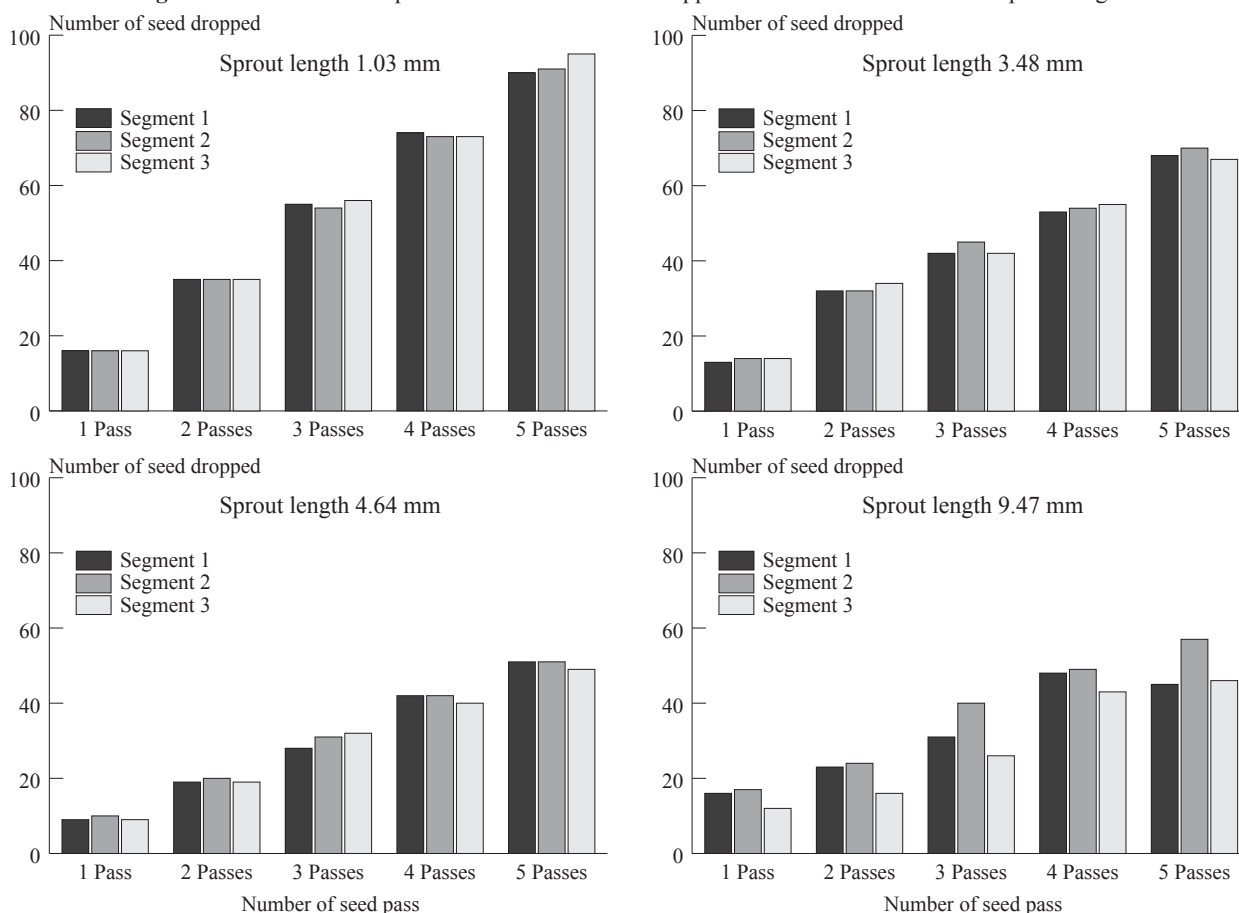 Number of seed dropped
Sprout length 1.03 mm
100
80
60
40
20
0
Segment 1
Segment 2
Segment 3
1 Pass 2 Passes 3 Passes 4 Passes 5 Passes
Number of seed dropped
Sprout length 3.48 mm
100
80
60
40
20
0
Segment 1
Segment 2
Segment 3
1 Pass 2 Passes 3 Passes 4 Passes 5 Passes
Number of seed dropped
Sprout length 4.64 mm
100
80
60
40
20
0
Segment 1
Segment 2
Segment 3
1 Pass 2 Passes 3 Passes 4 Passes 5 Passes
Number of seed pass
Number of seed dropped
Sprout length 9.47 mm
100
80
60
40
20
0
Segment 1
Segment 2
Segment 3
1 Pass 2 Passes 3 Passes 4 Passes 5 Passes
Number of seed pass